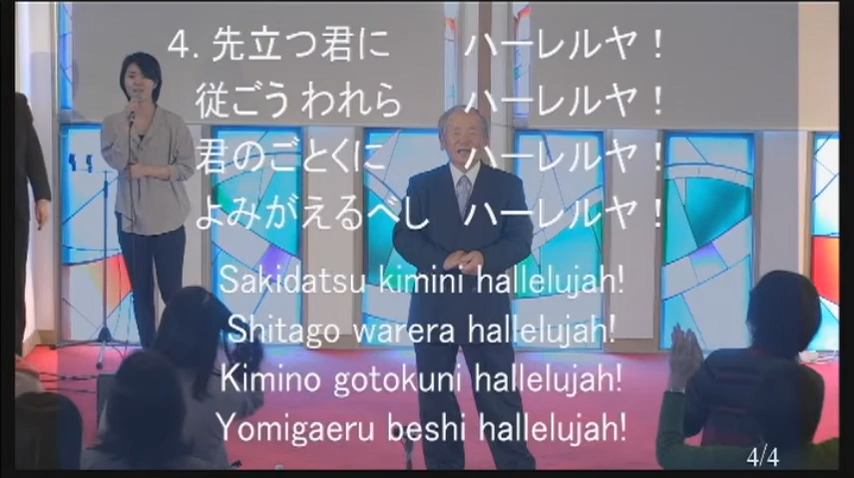 4. 先立つ君に ハーレルヤ！
従ごう われら ハーレルヤ！
君のごとくに ハーレルヤ！
よみがえるべし ハーレルヤ！
Sakidatsu kimini hallelujah!
Shitago warera hallelujah!
Kimino gotokuni hallelujah!
Yomigaeru beshi hallelujah!
4/4